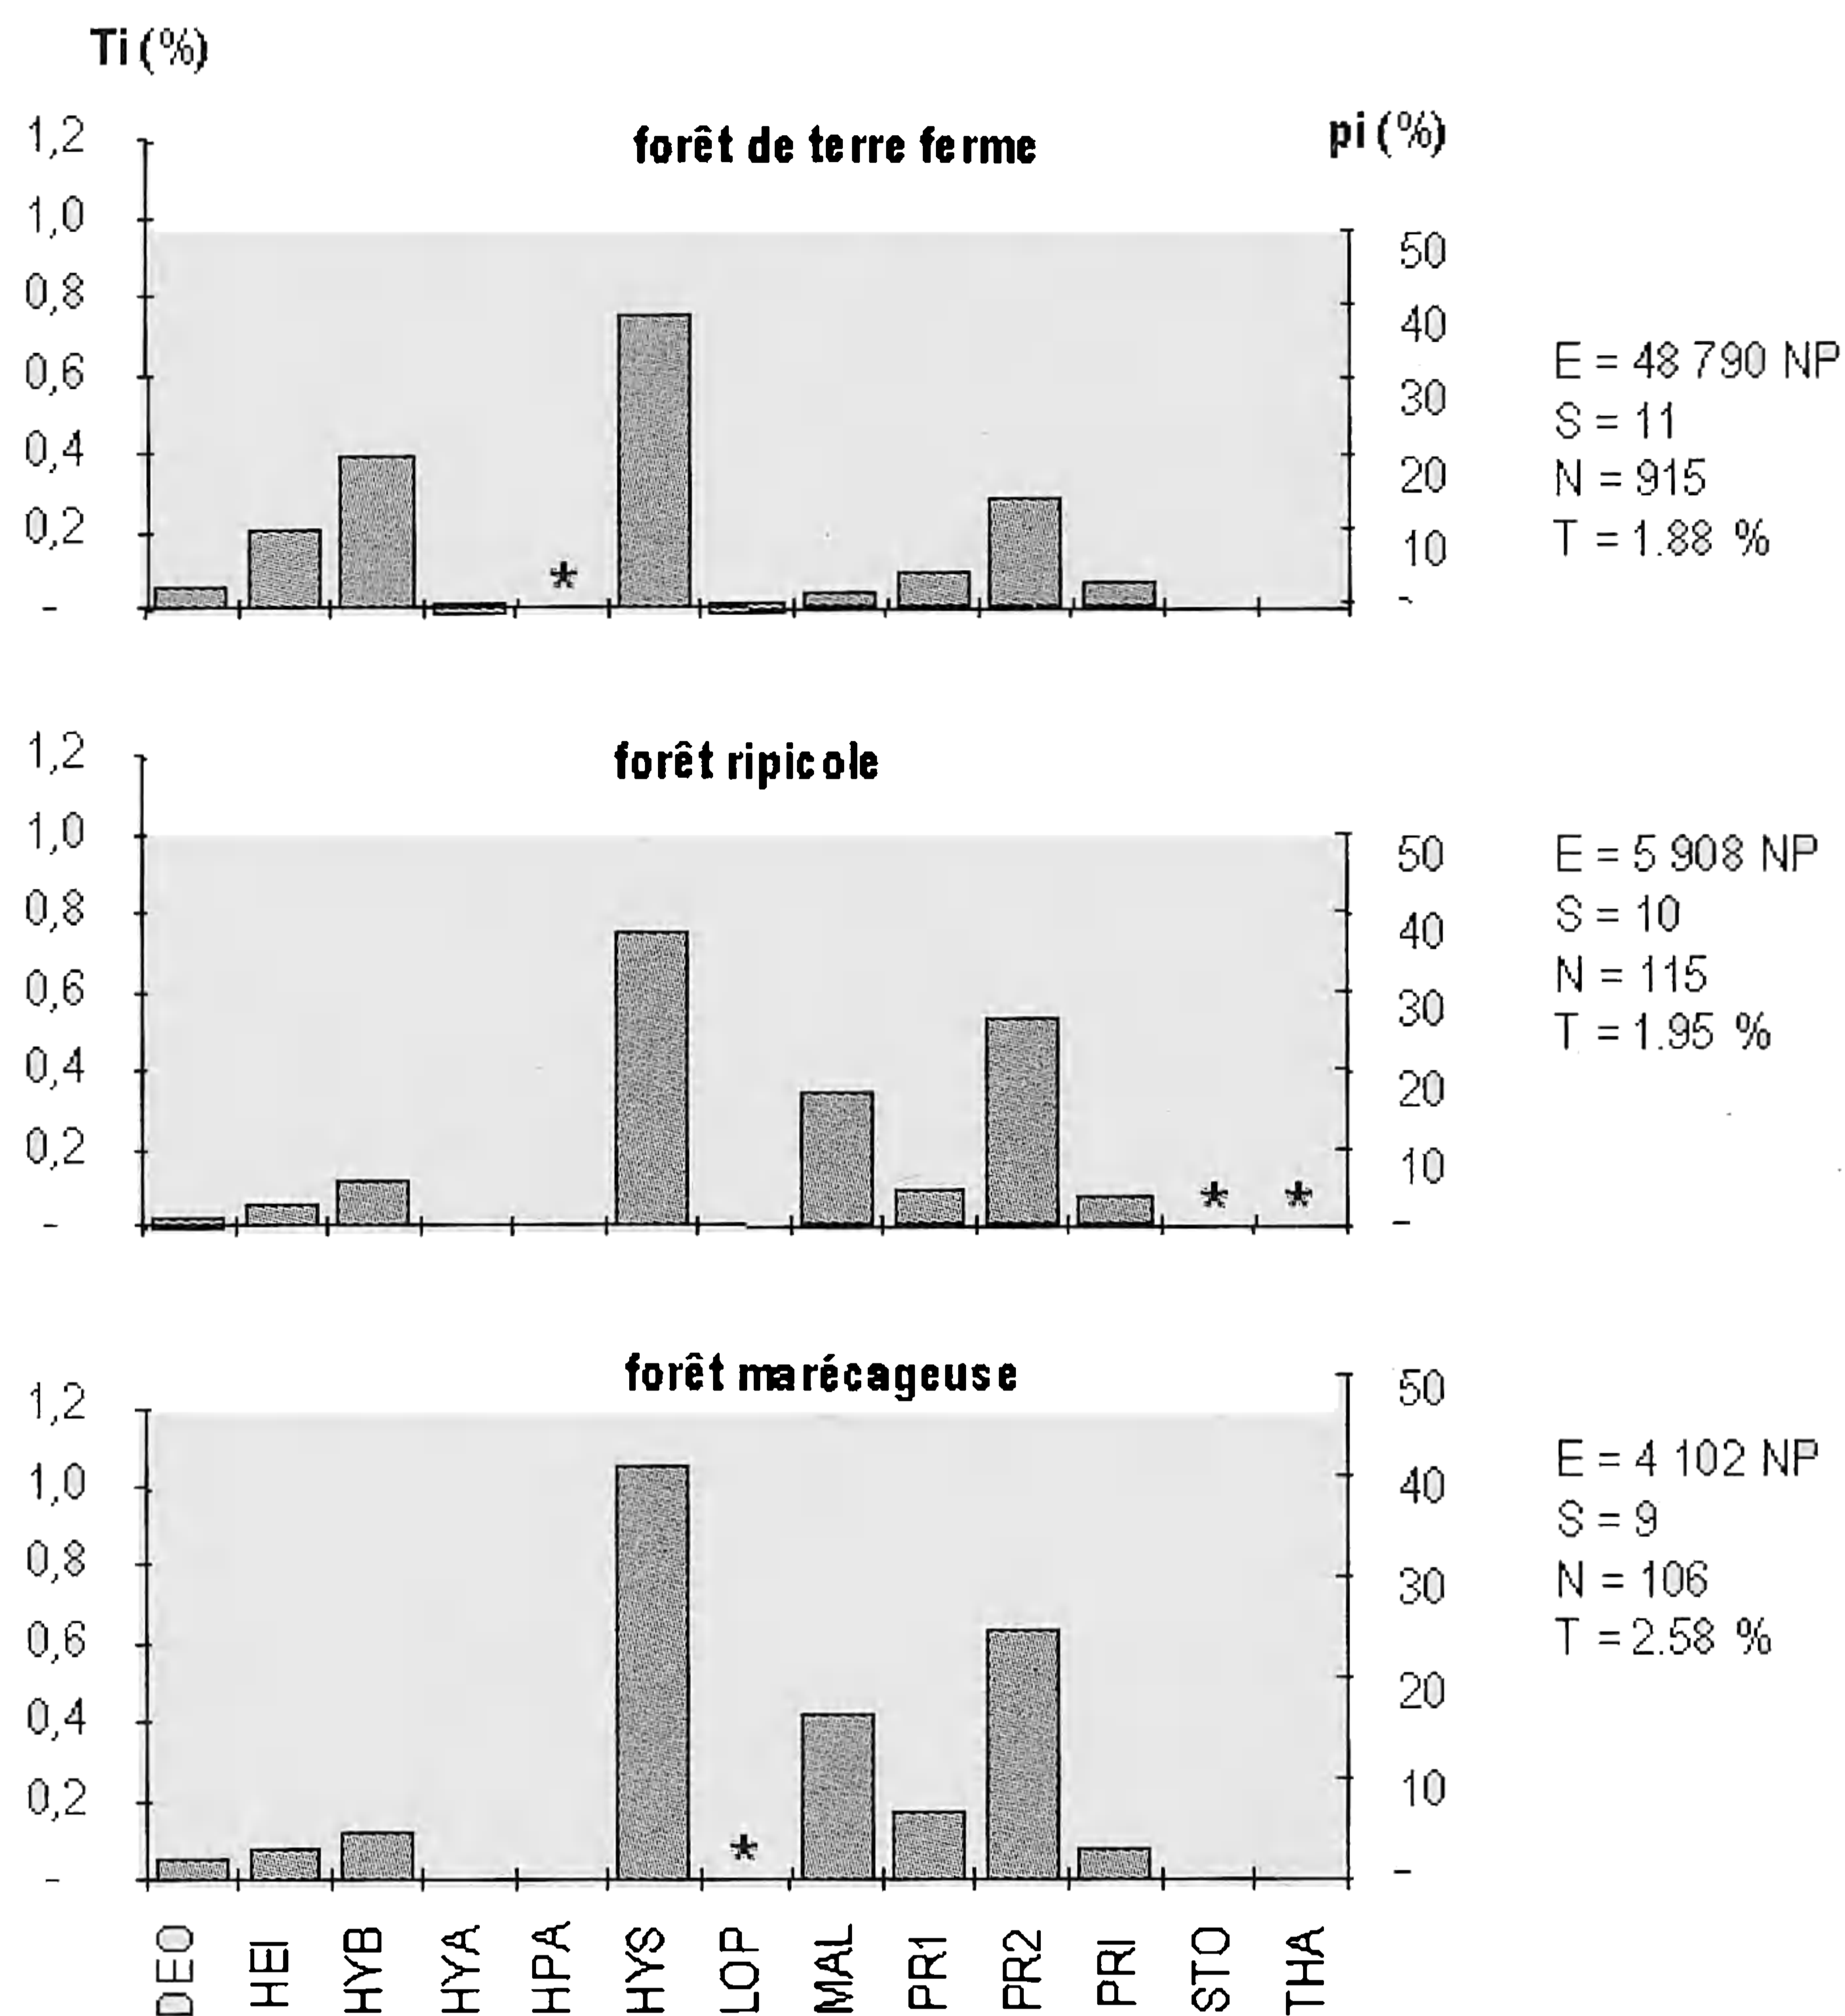 Ti (%)
forêt de terre ferme
pi (%)
1,2
1,0
0,8
0,6
0,4
0,2
-
*
50
40
30
20
10
-
E = 48 790 NP
S = 11
N = 915
T = 1.88 %
forêt ripicole
1,2
1,0
0,8
0,6
0,4
0,2
-
* *
50
40
30
20
10
-
E = 5 908 NP
S = 10
N = 115
T = 1.95 %
forêt marécageuse
1,2
1,0
0,8
0,6
0,4
0,2
-
*
50
40
30
20
10
-
E = 4 102 NP
S = 9
N = 106
T = 2.58 %
DEO
HEI
HYB
HYA
HPA
HYS
LOP
MAL
PR1
PR2
PRI
STO
THA